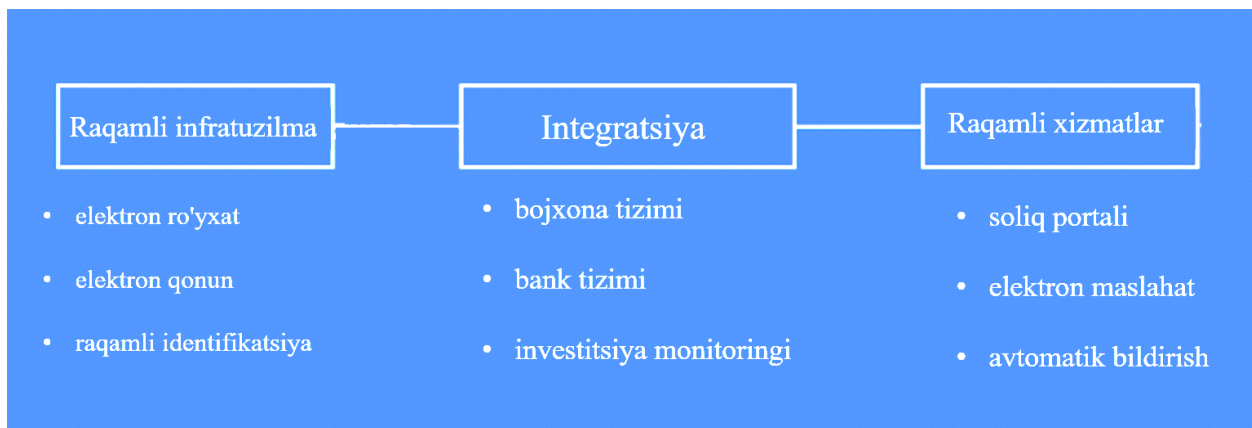 Raqamli infratuzilma
Integratsiya
Raqamli xizmatlar
• elektron ro'yxat
• elektron qonun
• raqamli identifikatsiya
• bojxona tizimi
• bank tizimi
• investitsiya monitoringi
• soliq portali
• elektron maslahat
• avtomatik bildirish